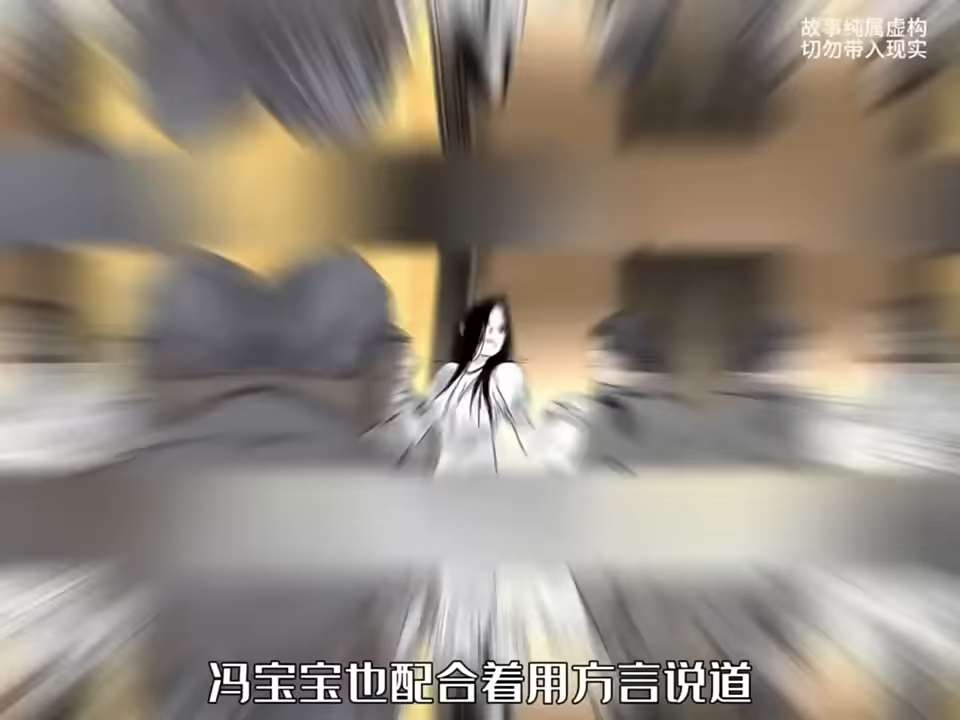 故事纯属虚构
切勿带入现实
冯宝宝也配合着用方言说道